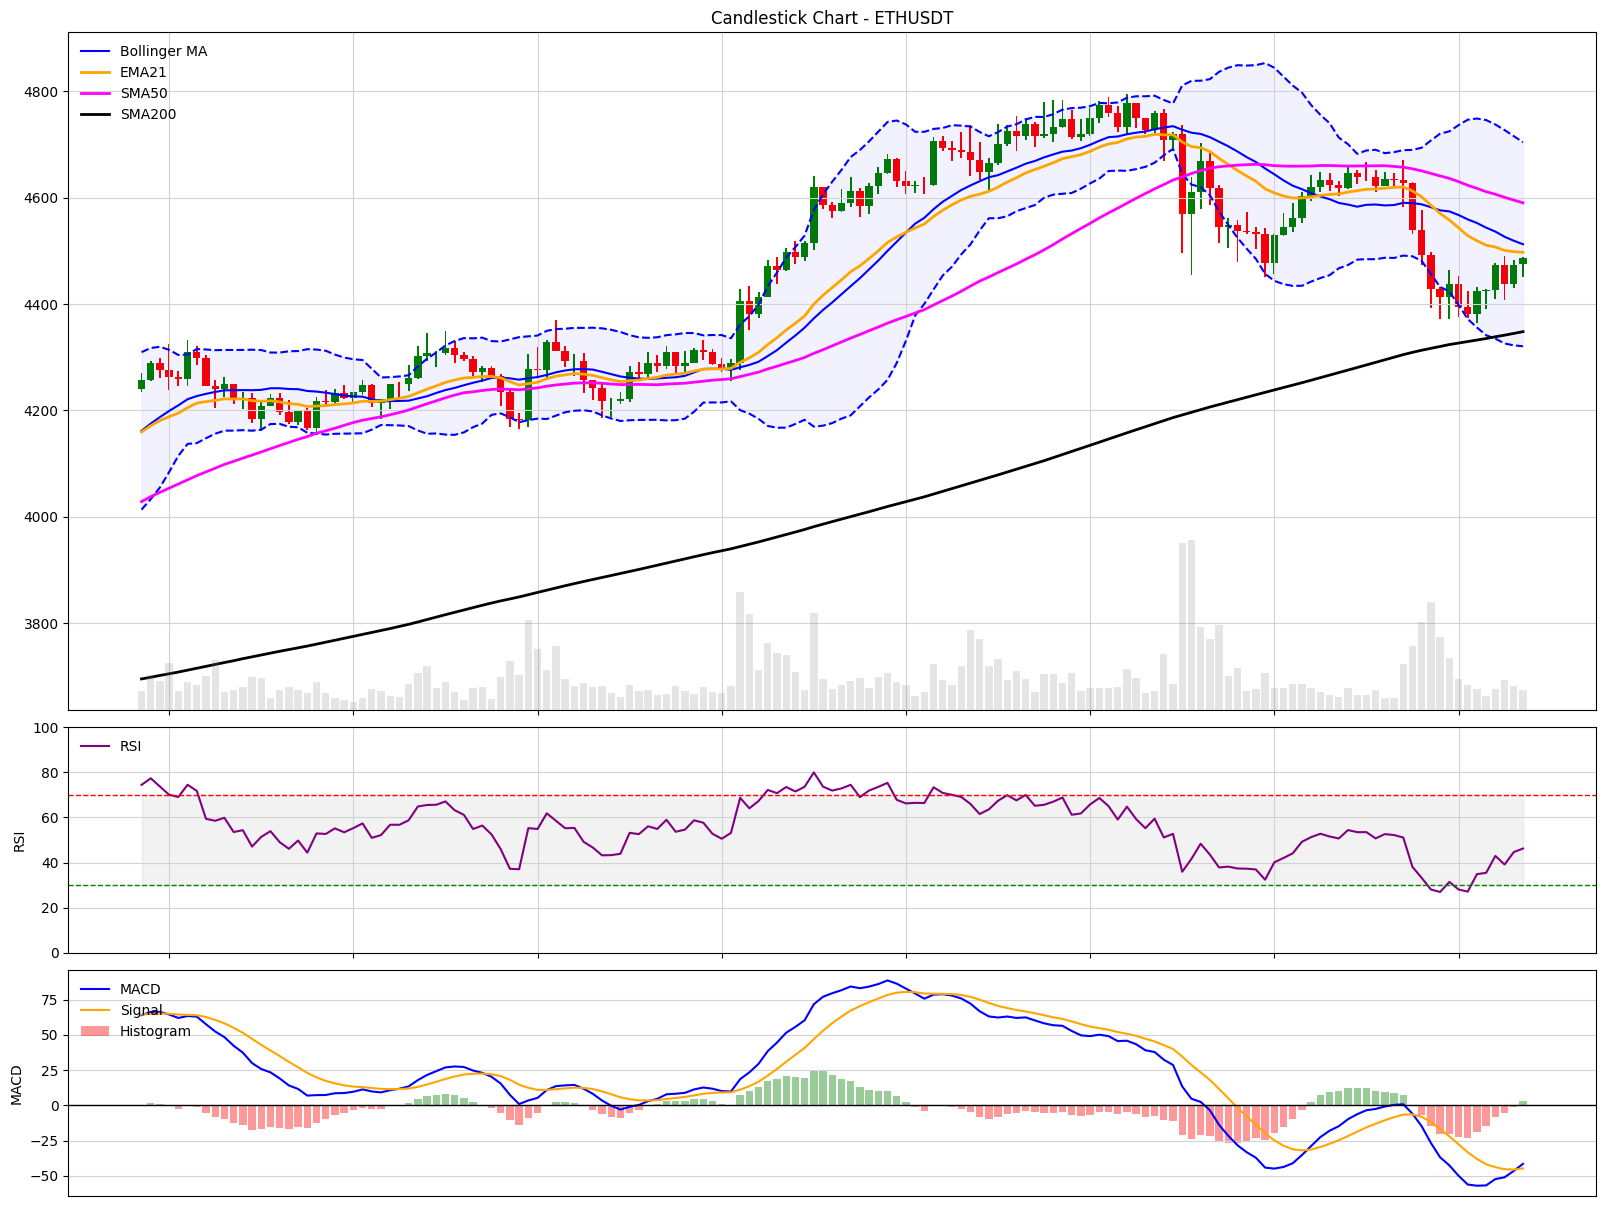 Candlestick Chart - ETHUSDT
Bollinger MA
EMA21
SMA50
SMA200
4800
4600
4400
4200
4000
3800
RSI
100
80
60
40
20
0
RSI
MACD
Signal
Histogram
75
50
25
0
−25
−50
MACD